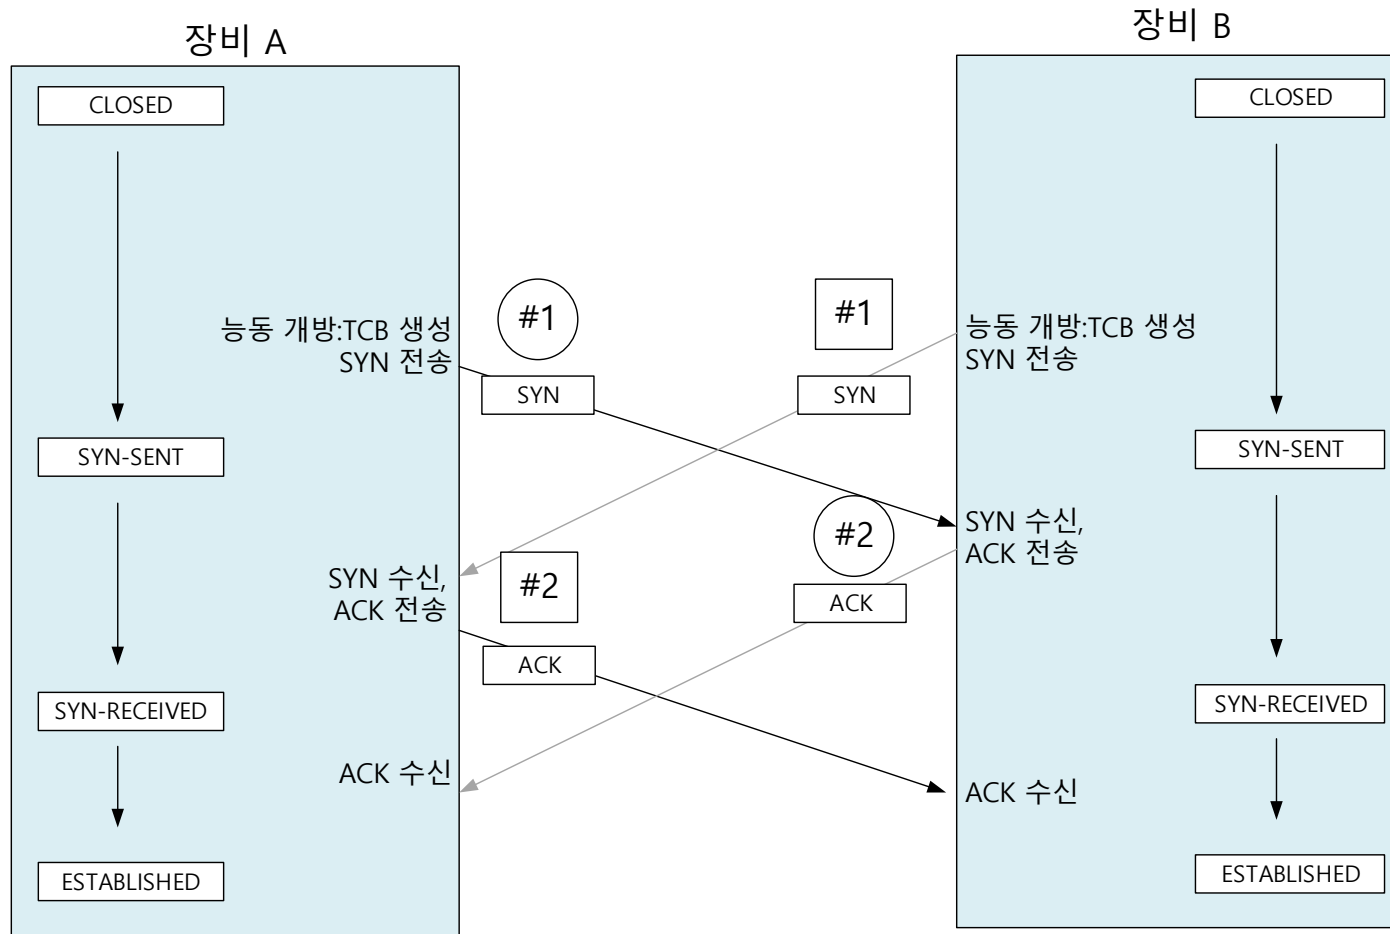 장비 A
장비 B
CLOSED
CLOSED
#1
#1
능동 개방:TCB 생성
SYN 전송
능동 개방:TCB 생성
SYN 전송
SYN
SYN
SYN-SENT
SYN-SENT
#2
SYN 수신,
ACK 전송
#2
SYN 수신,
ACK 전송
ACK
ACK
SYN-RECEIVED
SYN-RECEIVED
ACK 수신
ACK 수신
ESTABLISHED
ESTABLISHED